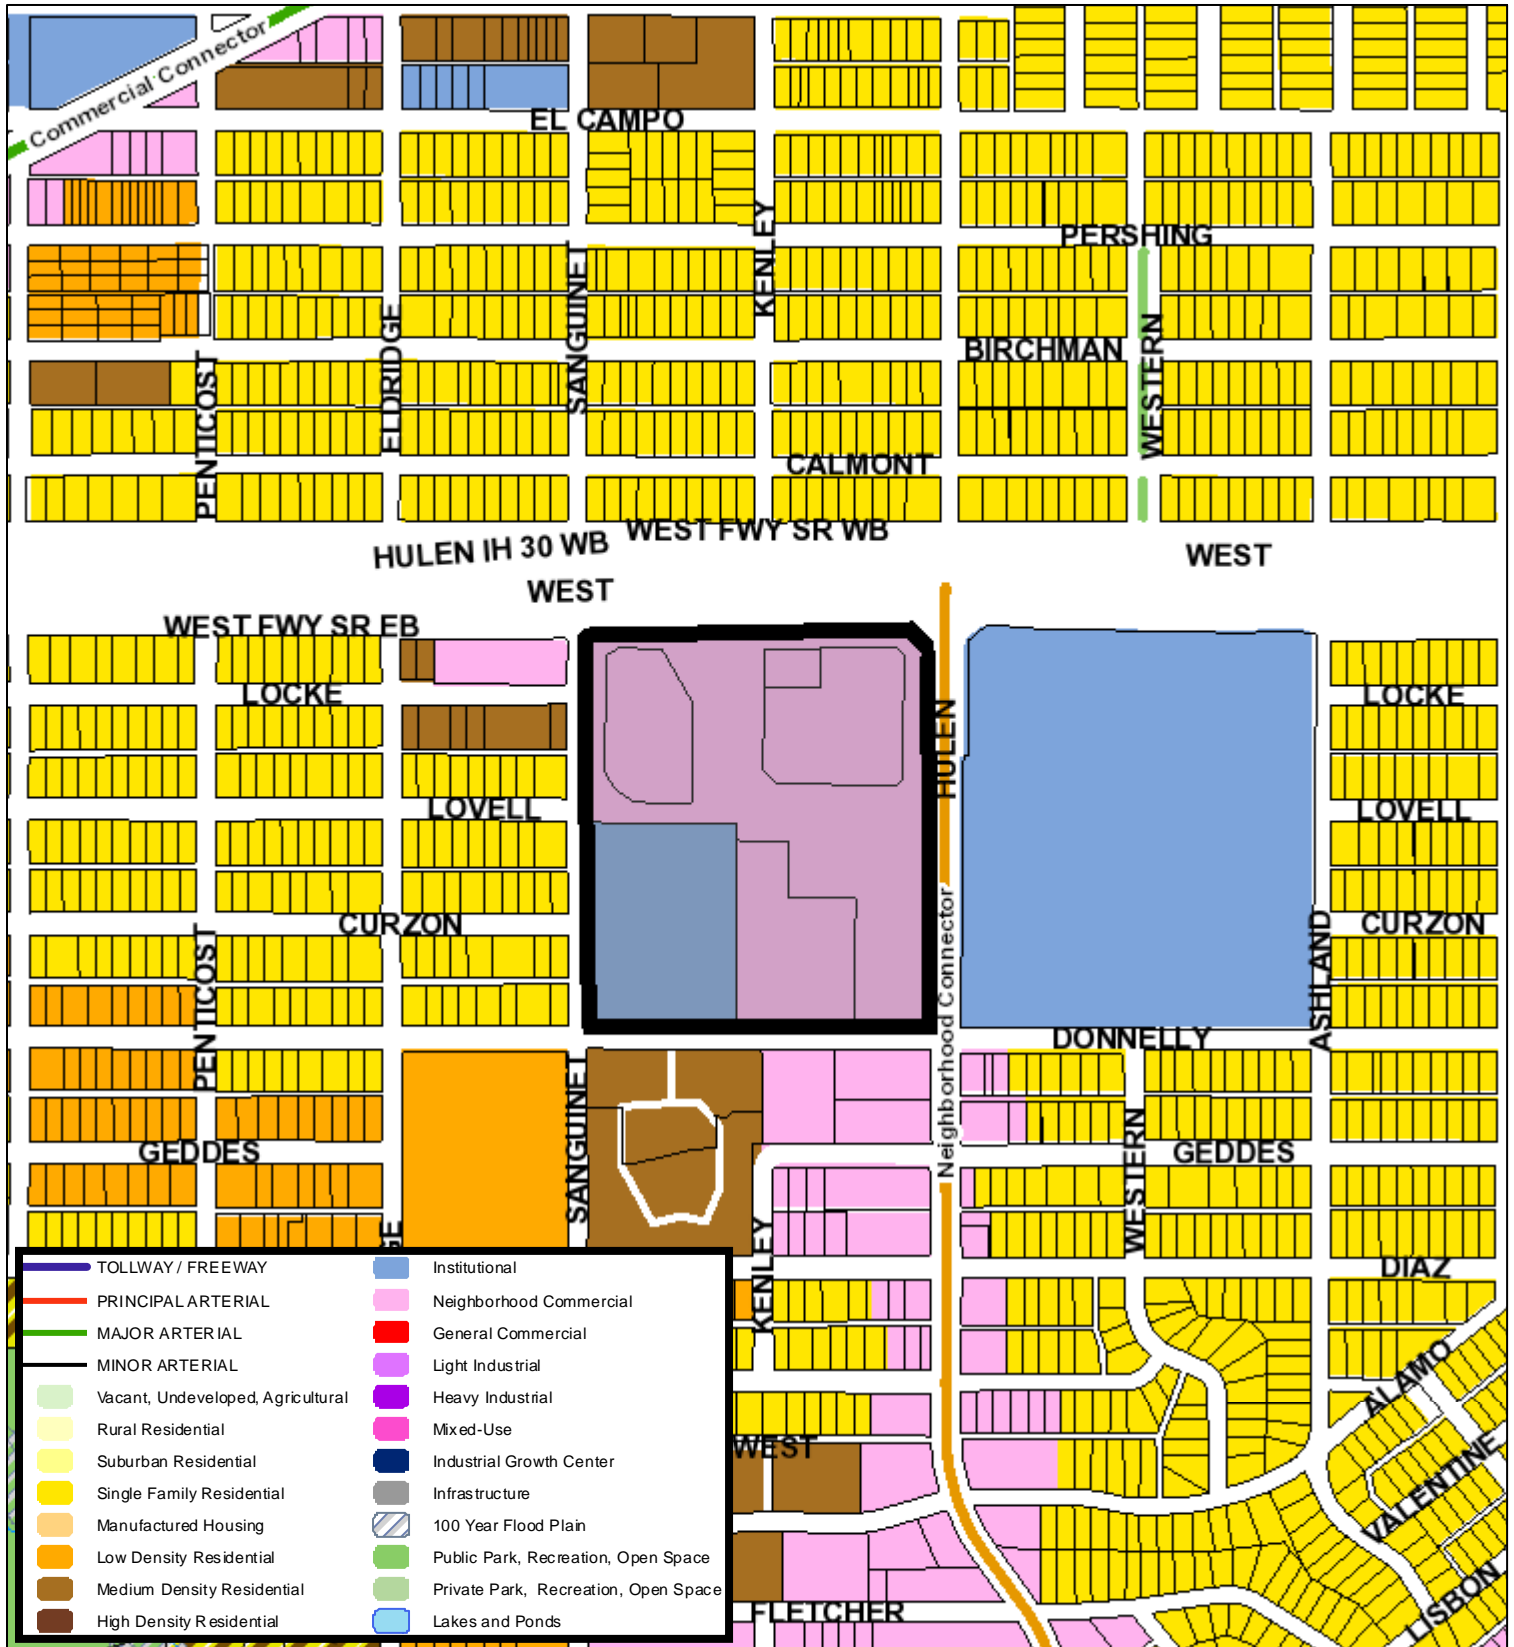 Commercial Connector
EL CAMPO
KENLEY
PERSHING
SANGUINET
ELDRIDGE
WESTERN
BIRCHMAN
PENTICOST
CALMONT
WEST FWY SR WB
HULEN IH 30 WB
WEST
WEST
WEST FWY SR EB
LOCKE
LOCKE
HULEN
LOVELL
LOVELL
CURZON
CURZON
PENTICOST
Neighborhood Connector
ASHLAND
DONNELLY
SANGUINET
GEDDES
WESTERN
GEDDES
KENLEY
GE
DIAZ
ALAMO
WEST
VALENTINE
LISBON
FLETCHER
TOLLWAY / FREEWAY
PRINCIPAL ARTERIAL
MAJOR ARTERIAL
MINOR ARTERIAL
Vacant, Undeveloped, Agricultural
Rural Residential
Suburban Residential
Single Family Residential
Manufactured Housing
Low Density Residential
Medium Density Residential
High Density Residential
Institutional
Neighborhood Commercial
General Commercial
Light Industrial
Heavy Industrial
Mixed-Use
Industrial Growth Center
Infrastructure
100 Year Flood Plain
Public Park, Recreation, Open Space
Private Park, Recreation, Open Space
Lakes and Ponds